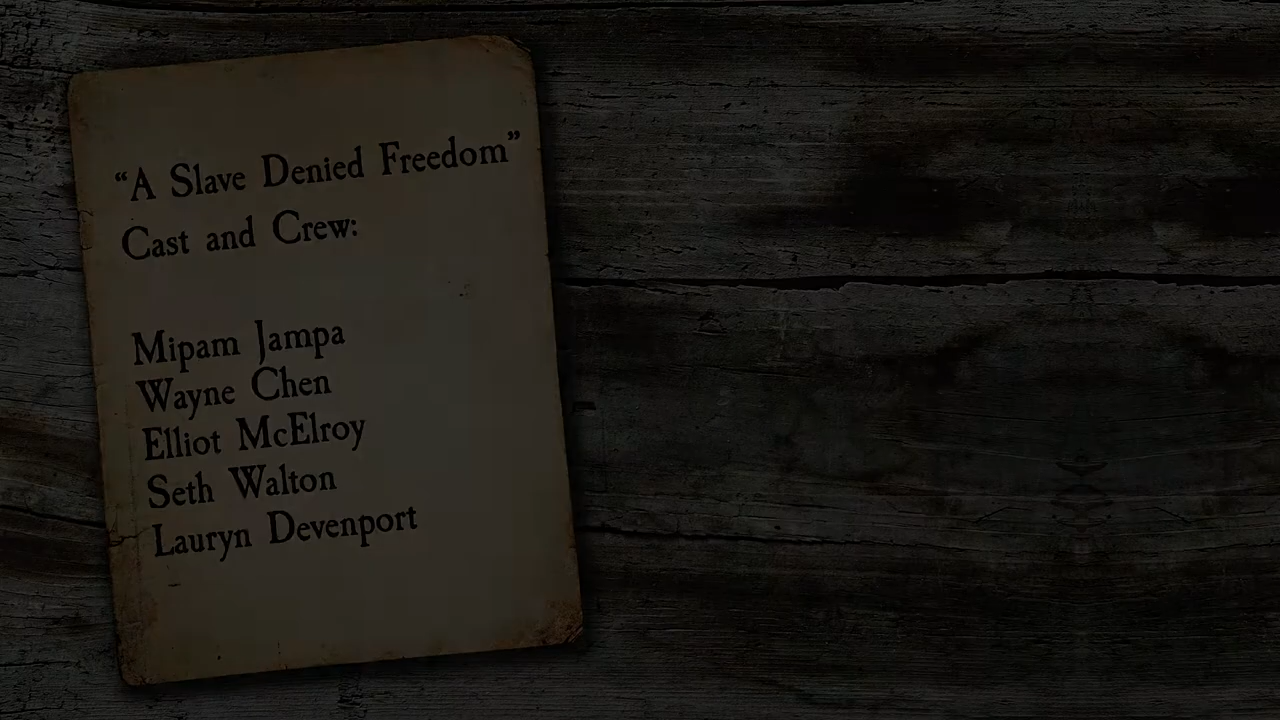 “A Slave Denied Freedom”
Cast and Crew:
Mipam Jampa
Wayne Chen
Elliot McElroy
Seth Walton
Lauryn Devenport